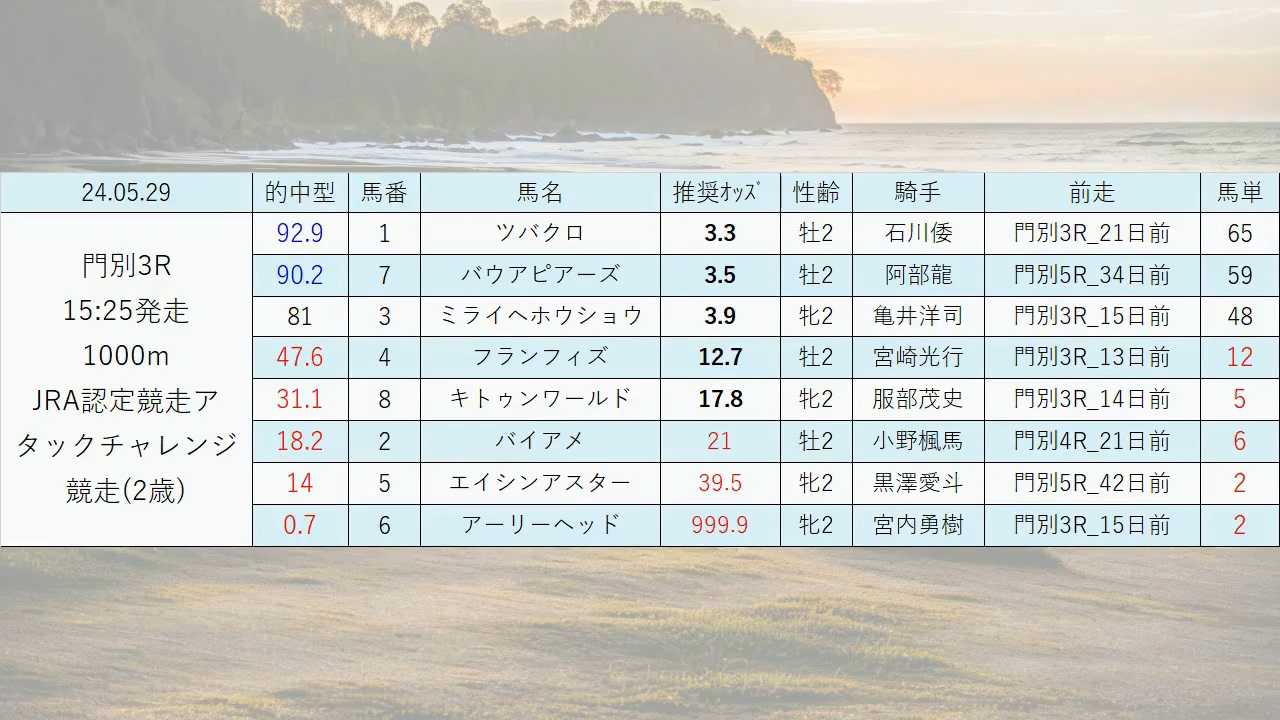 24.05.29 的中型 馬番 馬名 推奨ｵｯｽﾞ 性齢 騎手 前走 馬単
門別3R
15:25発走
1000m
JRA認定競走ア
タックチャレンジ
競走(2歳)
92.9 1 ツバクロ 3.3 牡2 石川倭 門別3R_21日前 65
90.2 7 バウアピアーズ 3.5 牡2 阿部龍 門別5R_34日前 59
81 3 ミライヘホウショウ 3.9 牝2 亀井洋司 門別3R_15日前 48
47.6 4 フランフィズ 12.7 牡2 宮崎光行 門別3R_13日前 12
31.1 8 キトゥンワールド 17.8 牝2 服部茂史 門別3R_14日前 5
18.2 2 バイアメ 21 牡2 小野楓馬 門別4R_21日前 6
14 5 エイシンアスター 39.5 牝2 黒澤愛斗 門別5R_42日前 2
0.7 6 アーリーヘッド 999.9 牝2 宮内勇樹 門別3R_15日前 2